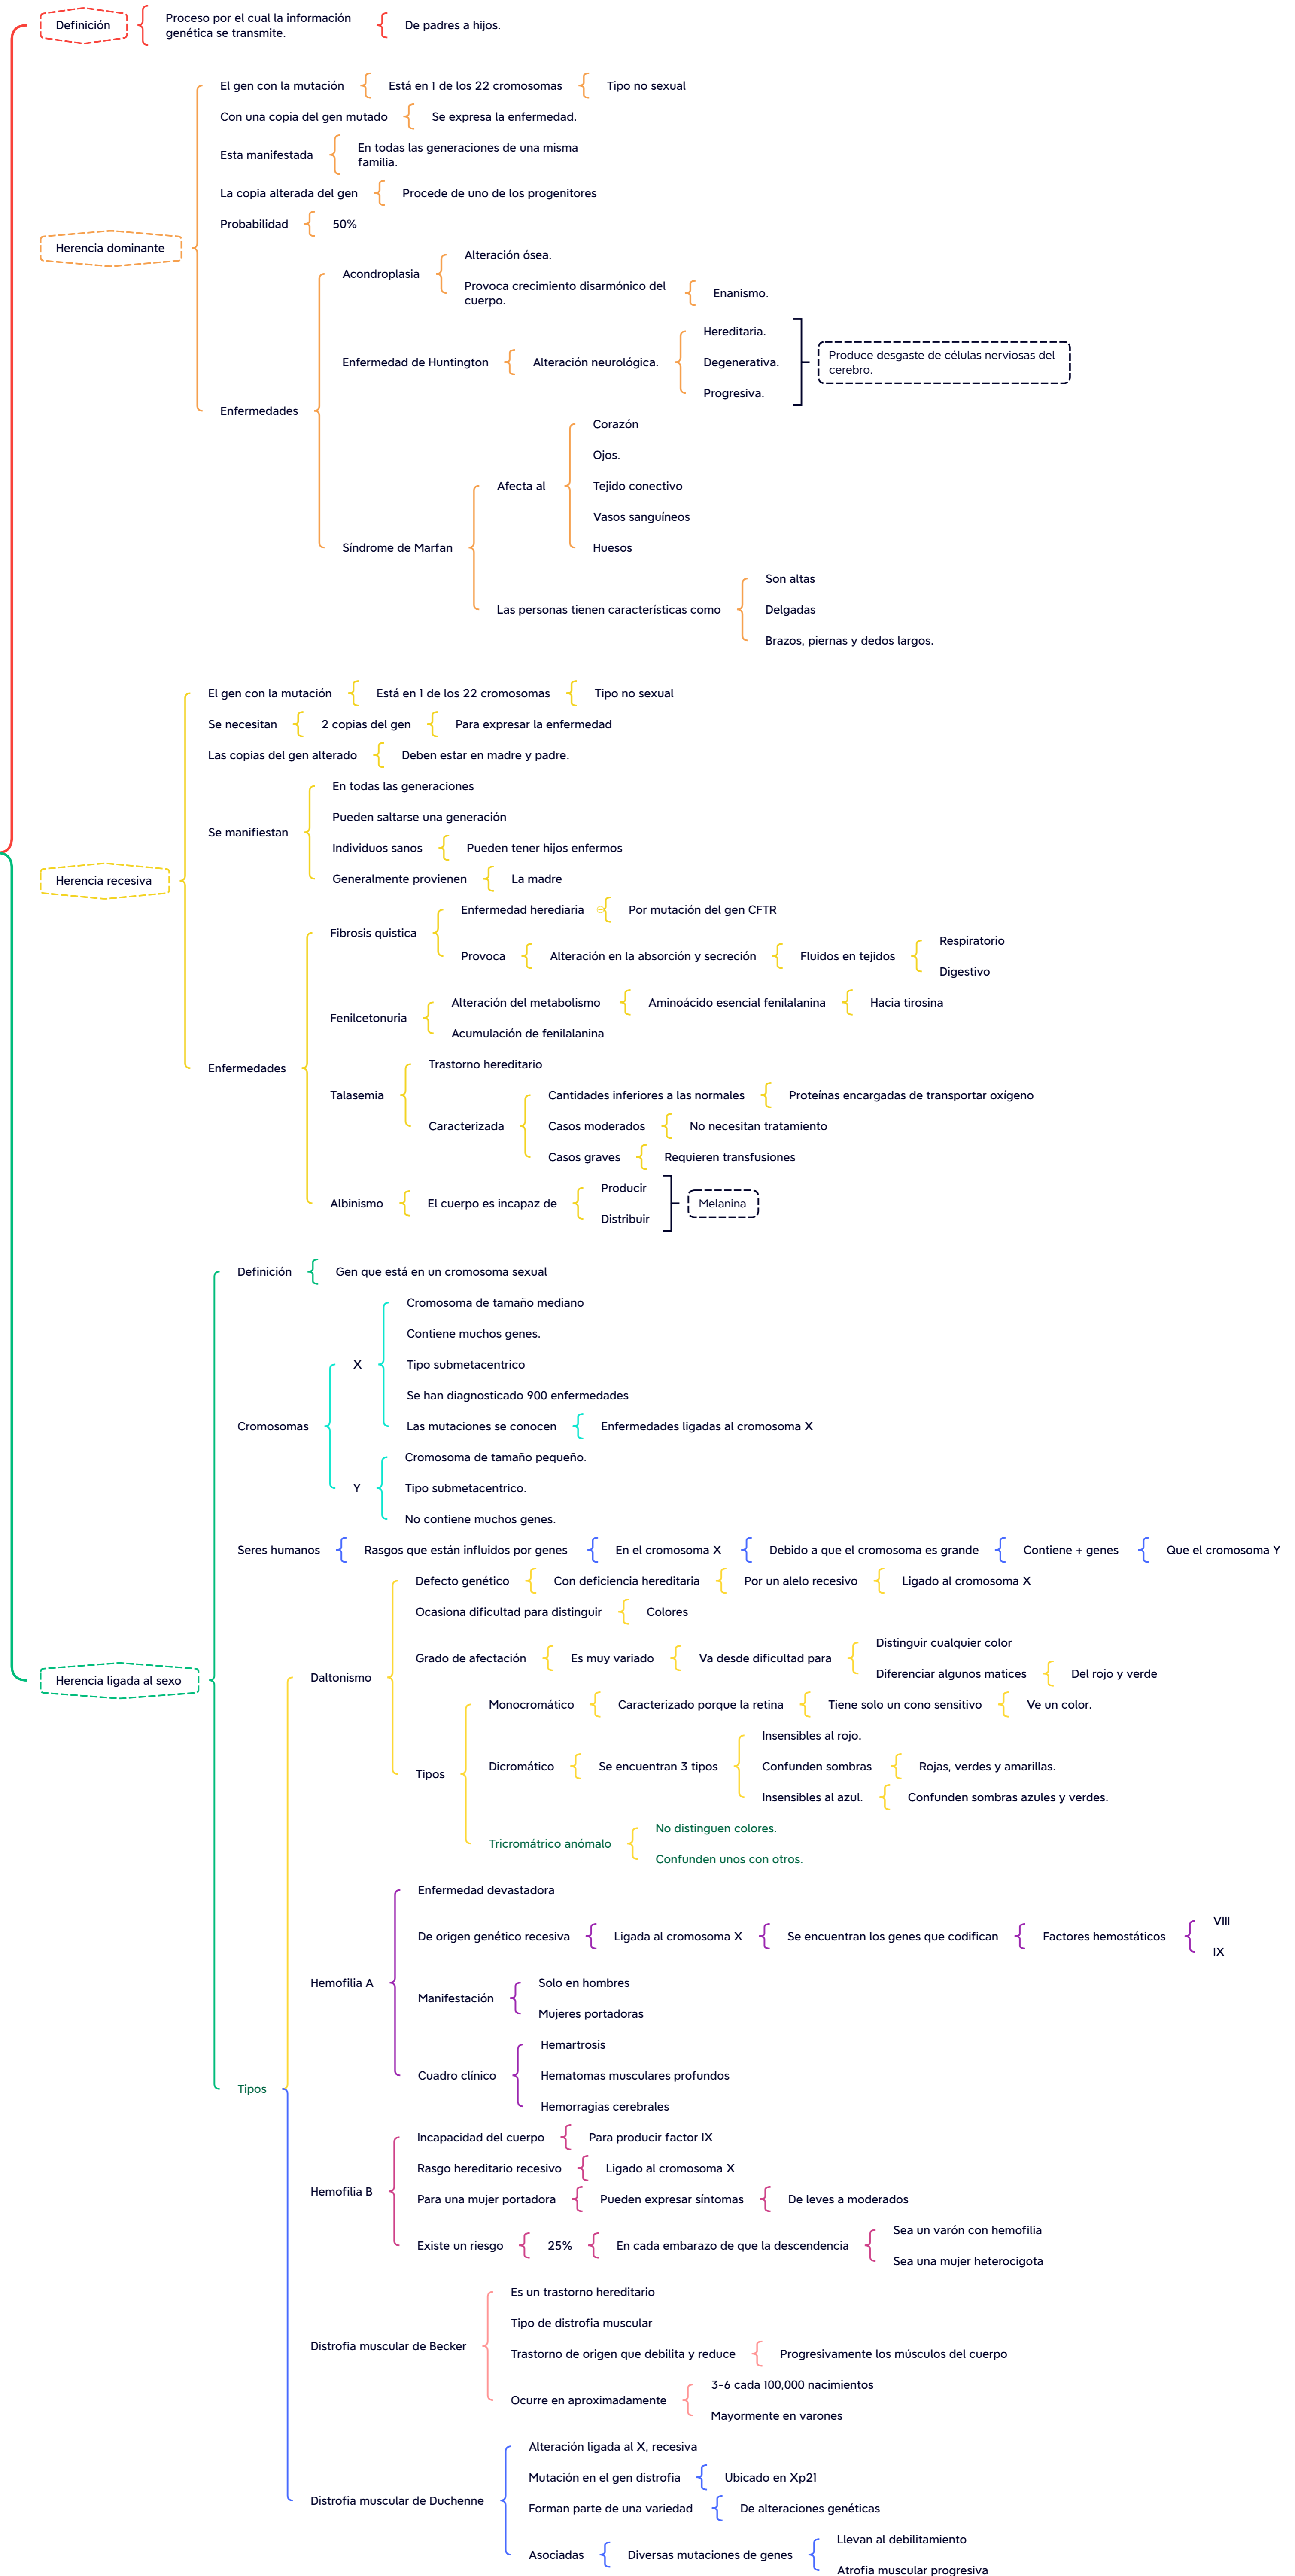 Definición
Proceso por el cual la información
genética se transmite.
De padres a hijos.
Herencia dominante
El gen con la mutación
Está en 1 de los 22 cromosomas
Tipo no sexual
Con una copia del gen mutado
Se expresa la enfermedad.
Esta manifestada
En todas las generaciones de una misma
familia.
La copia alterada del gen
Procede de uno de los progenitores
Probabilidad
50%
Enfermedades
Acondroplasia
Alteración ósea.
Provoca crecimiento disarmónico del
cuerpo.
Enanismo.
Enfermedad de Huntington
Alteración neurológica.
Hereditaria.
Degenerativa.
Progresiva.
Produce desgaste de células nerviosas del
cerebro.
Síndrome de Marfan
Afecta al
Corazón
Ojos.
Tejido conectivo
Vasos sanguíneos
Huesos
Las personas tienen características como
Son altas
Delgadas
Brazos, piernas y dedos largos.
Herencia recesiva
El gen con la mutación
Está en 1 de los 22 cromosomas
Tipo no sexual
Se necesitan
2 copias del gen
Para expresar la enfermedad
Las copias del gen alterado
Deben estar en madre y padre.
Se manifiestan
En todas las generaciones
Pueden saltarse una generación
Individuos sanos
Pueden tener hijos enfermos
Generalmente provienen
La madre
Enfermedades
Fibrosis quistica
Enfermedad herediaria
Por mutación del gen CFTR
Provoca
Alteración en la absorción y secreción
Fluidos en tejidos
Respiratorio
Digestivo
Fenilcetonuria
Alteración del metabolismo
Aminoácido esencial fenilalanina
Hacia tirosina
Acumulación de fenilalanina
Talasemia
Trastorno hereditario
Caracterizada
Cantidades inferiores a las normales
Proteínas encargadas de transportar oxígeno
Casos moderados
No necesitan tratamiento
Casos graves
Requieren transfusiones
Albinismo
El cuerpo es incapaz de
Producir
Distribuir
Melanina
Herencia ligada al sexo
Definición
Gen que está en un cromosoma sexual
Cromosomas
X
Cromosoma de tamaño mediano
Contiene muchos genes.
Tipo submetacentrico
Se han diagnosticado 900 enfermedades
Las mutaciones se conocen
Enfermedades ligadas al cromosoma X
Y
Cromosoma de tamaño pequeño.
Tipo submetacentrico.
No contiene muchos genes.
Seres humanos
Rasgos que están influidos por genes
En el cromosoma X
Debido a que el cromosoma es grande
Contiene + genes
Que el cromosoma Y
Tipos
Daltonismo
Defecto genético
Con deficiencia hereditaria
Por un alelo recesivo
Ligado al cromosoma X
Ocasiona dificultad para distinguir
Colores
Grado de afectación
Es muy variado
Va desde dificultad para
Distinguir cualquier color
Diferenciar algunos matices
Del rojo y verde
Tipos
Monocromático
Caracterizado porque la retina
Tiene solo un cono sensitivo
Ve un color.
Dicromático
Se encuentran 3 tipos
Insensibles al rojo.
Confunden sombras
Rojas, verdes y amarillas.
Insensibles al azul.
Confunden sombras azules y verdes.
Tricromátrico anómalo
No distinguen colores.
Confunden unos con otros.
Hemofilia A
Enfermedad devastadora
De origen genético recesiva
Ligada al cromosoma X
Se encuentran los genes que codifican
Factores hemostáticos
VIII
IX
Manifestación
Solo en hombres
Mujeres portadoras
Cuadro clínico
Hemartrosis
Hematomas musculares profundos
Hemorragias cerebrales
Hemofilia B
Incapacidad del cuerpo
Para producir factor IX
Rasgo hereditario recesivo
Ligado al cromosoma X
Para una mujer portadora
Pueden expresar síntomas
De leves a moderados
Existe un riesgo
25%
En cada embarazo de que la descendencia
Sea un varón con hemofilia
Sea una mujer heterocigota
Distrofia muscular de Becker
Es un trastorno hereditario
Tipo de distrofia muscular
Trastorno de origen que debilita y reduce
Progresivamente los músculos del cuerpo
Ocurre en aproximadamente
3-6 cada 100,000 nacimientos
Mayormente en varones
Distrofia muscular de Duchenne
Alteración ligada al X, recesiva
Mutación en el gen distrofia
Ubicado en Xp21
Forman parte de una variedad
De alteraciones genéticas
Asociadas
Diversas mutaciones de genes
Llevan al debilitamiento
Atrofia muscular progresiva